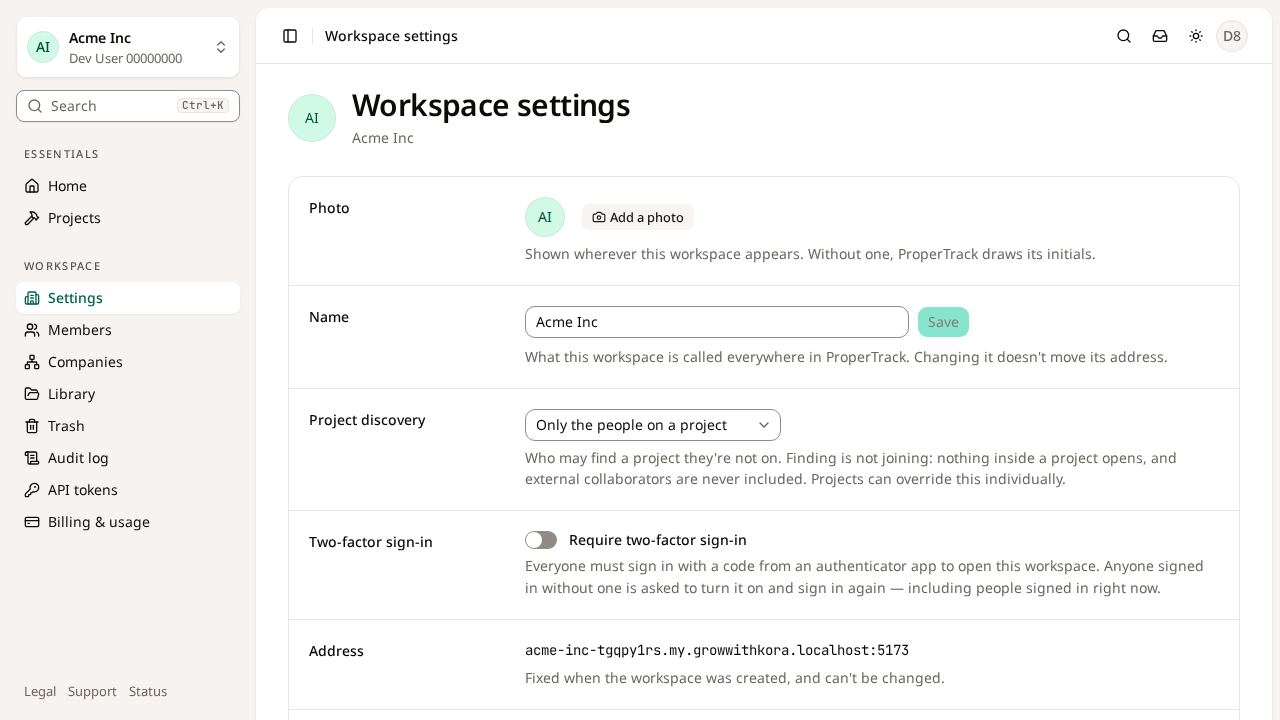 AI
Acme Inc
Dev User 00000000
Search
Ctrl+K
ESSENTIALS
Home
Projects
WORKSPACE
Settings
Members
Companies
Library
Trash
Audit log
API tokens
Billing & usage
Legal Support Status
Workspace settings
D8
AI
Workspace settings
Acme Inc
Photo
AI
Add a photo
Shown wherever this workspace appears. Without one, ProperTrack draws its initials.
Name
Acme Inc
Save
What this workspace is called everywhere in ProperTrack. Changing it doesn't move its address.
Project discovery
Only the people on a project
Who may find a project they're not on. Finding is not joining: nothing inside a project opens, and
external collaborators are never included. Projects can override this individually.
Two-factor sign-in
Require two-factor sign-in
Everyone must sign in with a code from an authenticator app to open this workspace. Anyone signed
in without one is asked to turn it on and sign in again — including people signed in right now.
Address
acme-inc-tgqpy1rs.my.growwithkora.localhost:5173
Fixed when the workspace was created, and can't be changed.